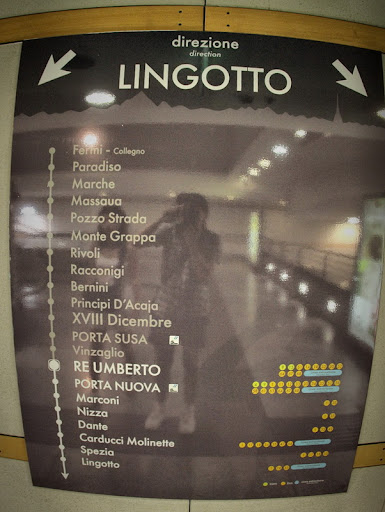 direzione
direction
LINGOTTO
Fermi - Collegno
Paradiso
Marche
Massaua
Pozzo Strada
Monte Grappa
Rivoli
Racconigi
Bernini
Principi D'Acaja
XVIII Dicembre
PORTA SUSA
Vinzaglio
RE UMBERTO
PORTA NUOVA
Marconi
Nizza
Dante
Carducci Molinette
Spezia
Lingotto